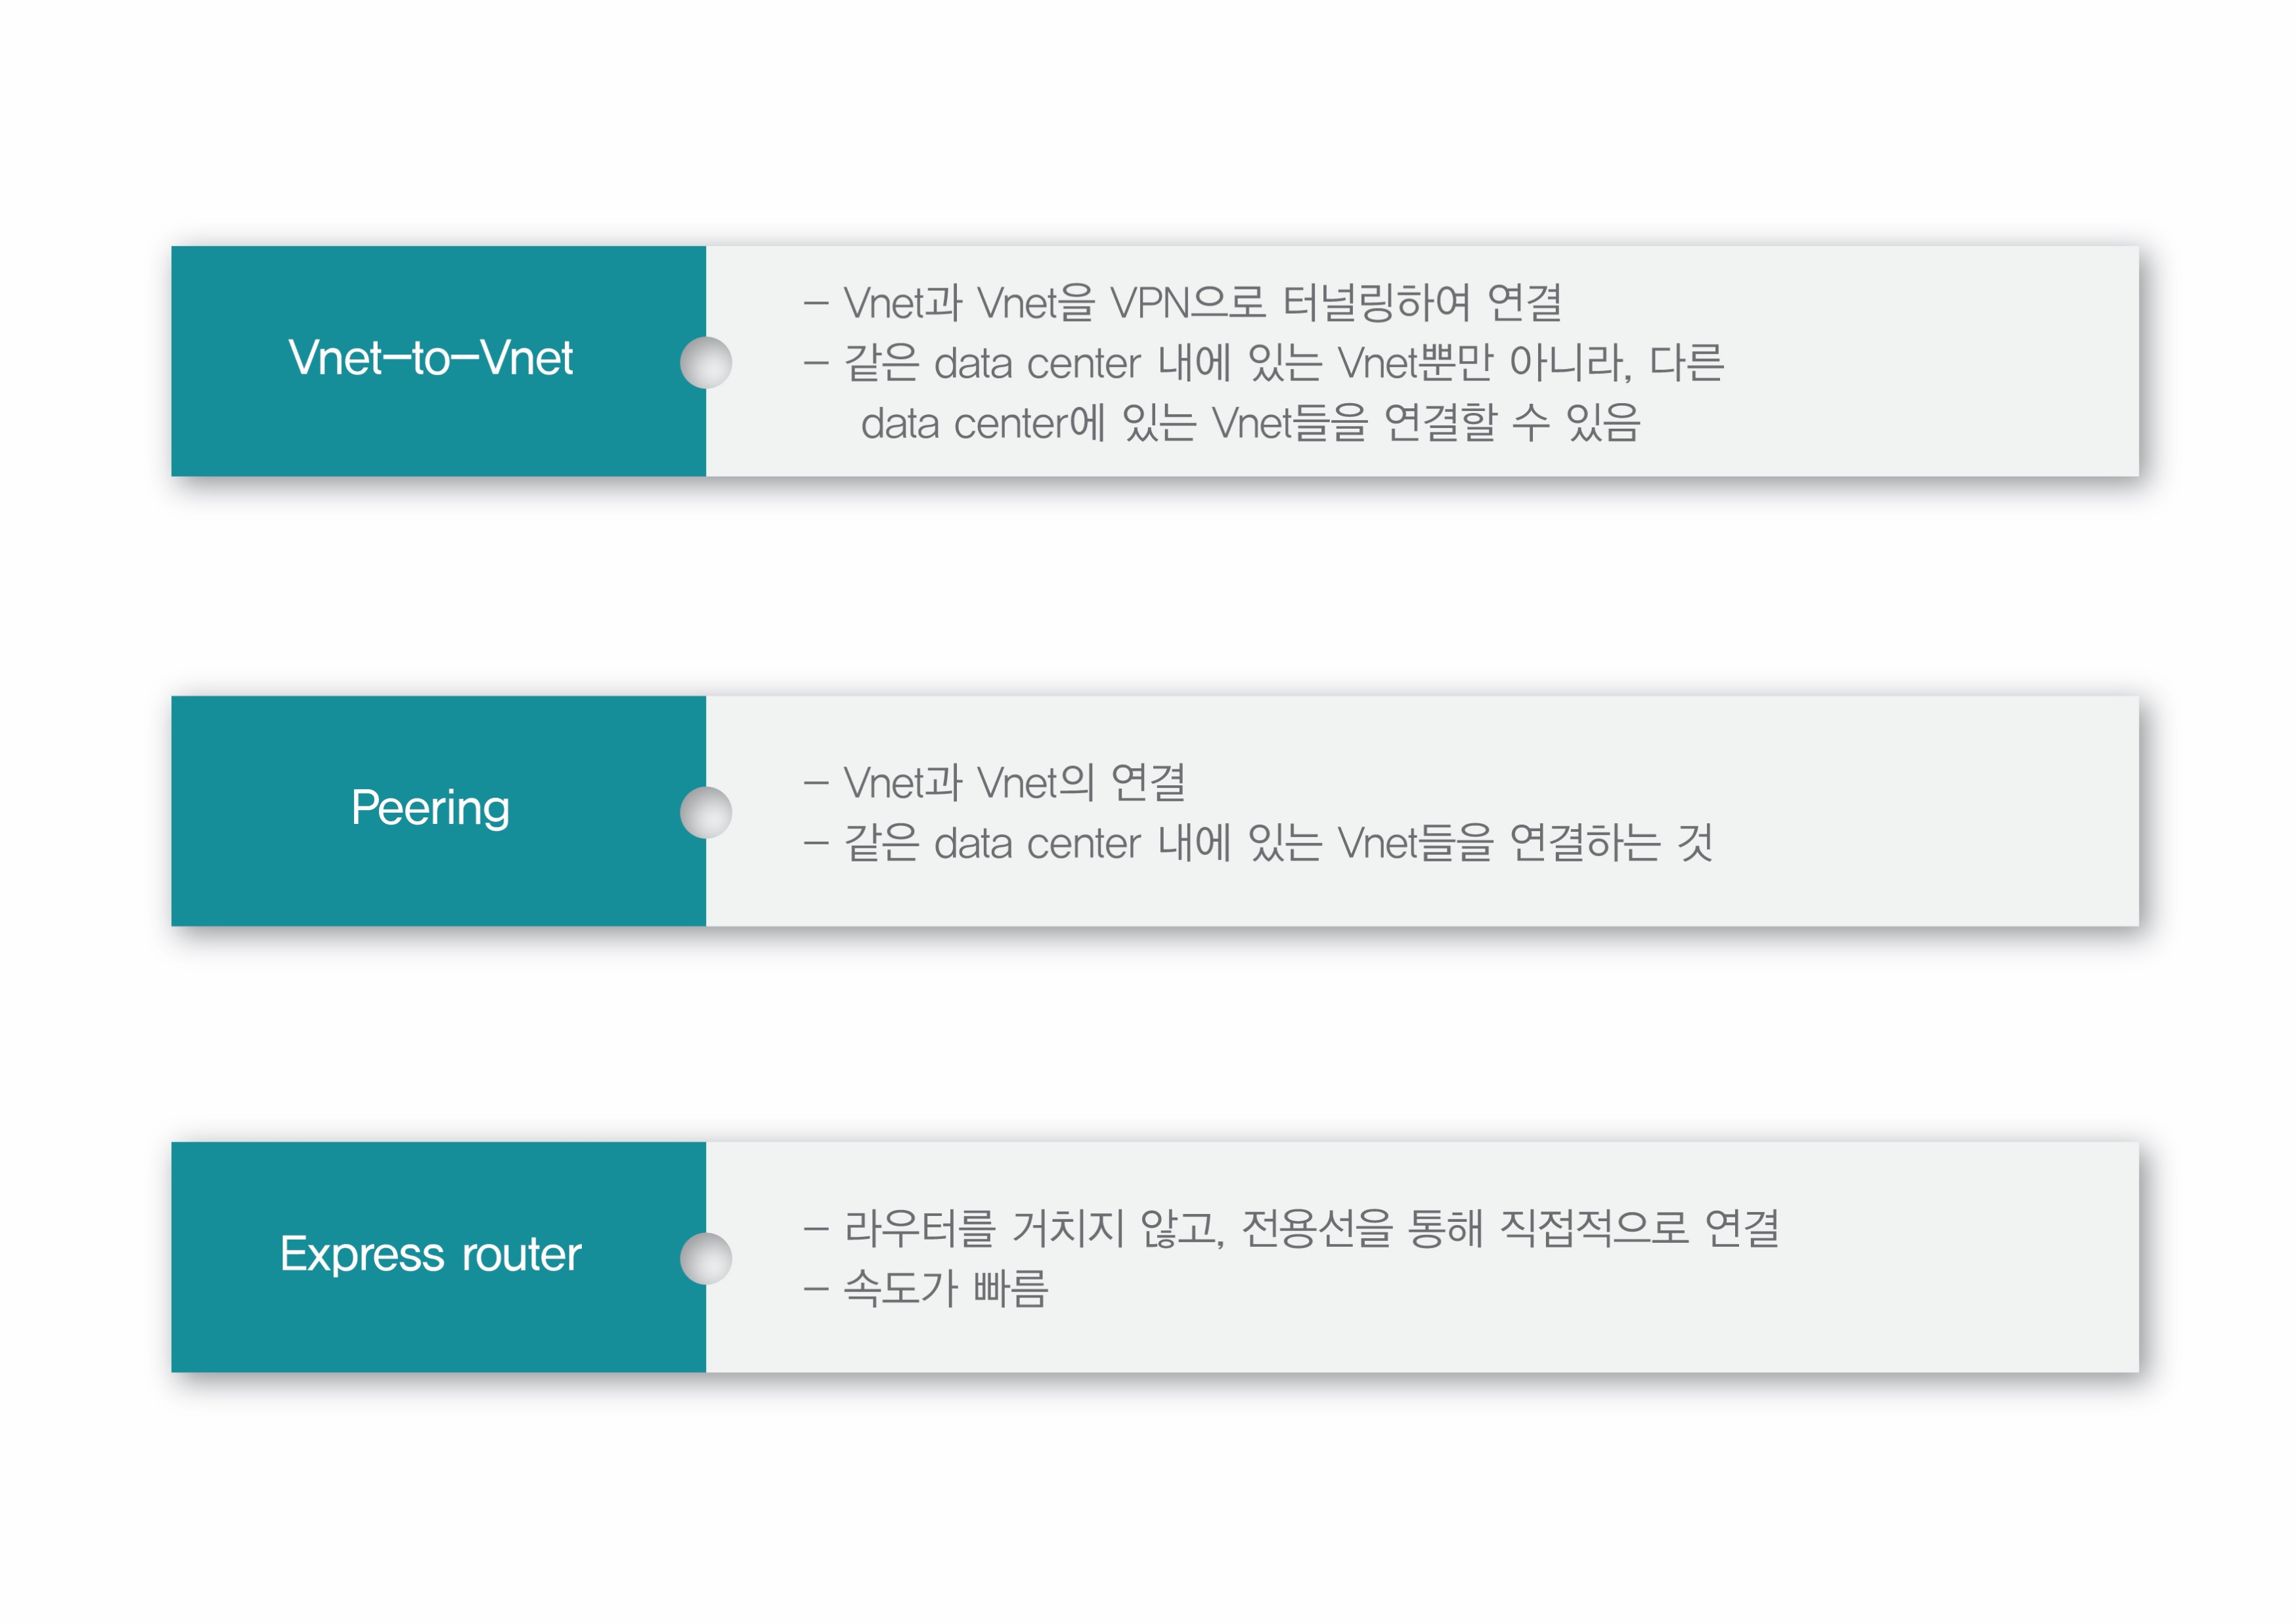 Vnet-to-Vnet
- Vnet과 Vnet을 VPN으로 터널링하여 연결
- 같은 data center 내에 있는 Vnet뿐만 아니라, 다른
data center에 있는 Vnet들을 연결할 수 있음
Peering
- Vnet과 Vnet의 연결
- 같은 data center 내에 있는 Vnet들을 연결하는 것
Express router
- 라우터를 거치지 않고, 전용선을 통해 직접적으로 연결
- 속도가 빠름